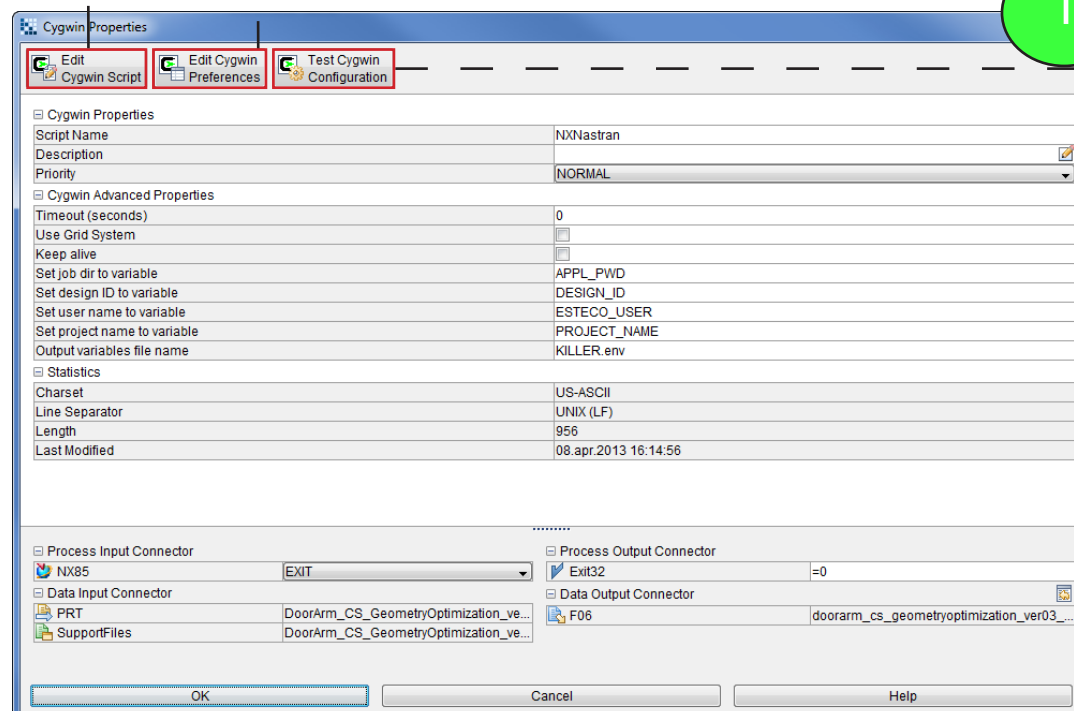 Cygwin Properties
Edit Cygwin Script
Edit Cygwin Preferences
Test Cygwin Configuration
Cygwin Properties
Script Name NXNastran
Description
Priority NORMAL
Cygwin Advanced Properties
Timeout (seconds) 0
Use Grid System
Keep alive
Set job dir to variable APPL_PWD
Set design ID to variable DESIGN_ID
Set user name to variable ESTECO_USER
Set project name to variable PROJECT_NAME
Output variables file name KILLER.env
Statistics
Charset US-ASCII
Line Separator UNIX (LF)
Length 956
Last Modified 08.apr.2013 16:14:56
Process Input Connector
NX85 EXIT
Data Input Connector
PRT DoorArm_CS_GeometryOptimization_ve...
SupportFiles DoorArm_CS_GeometryOptimization_ve...
Process Output Connector
Exit32 =0
Data Output Connector
F06 doorarm_cs_geometryoptimization_ver03_...
OK
Cancel
Help